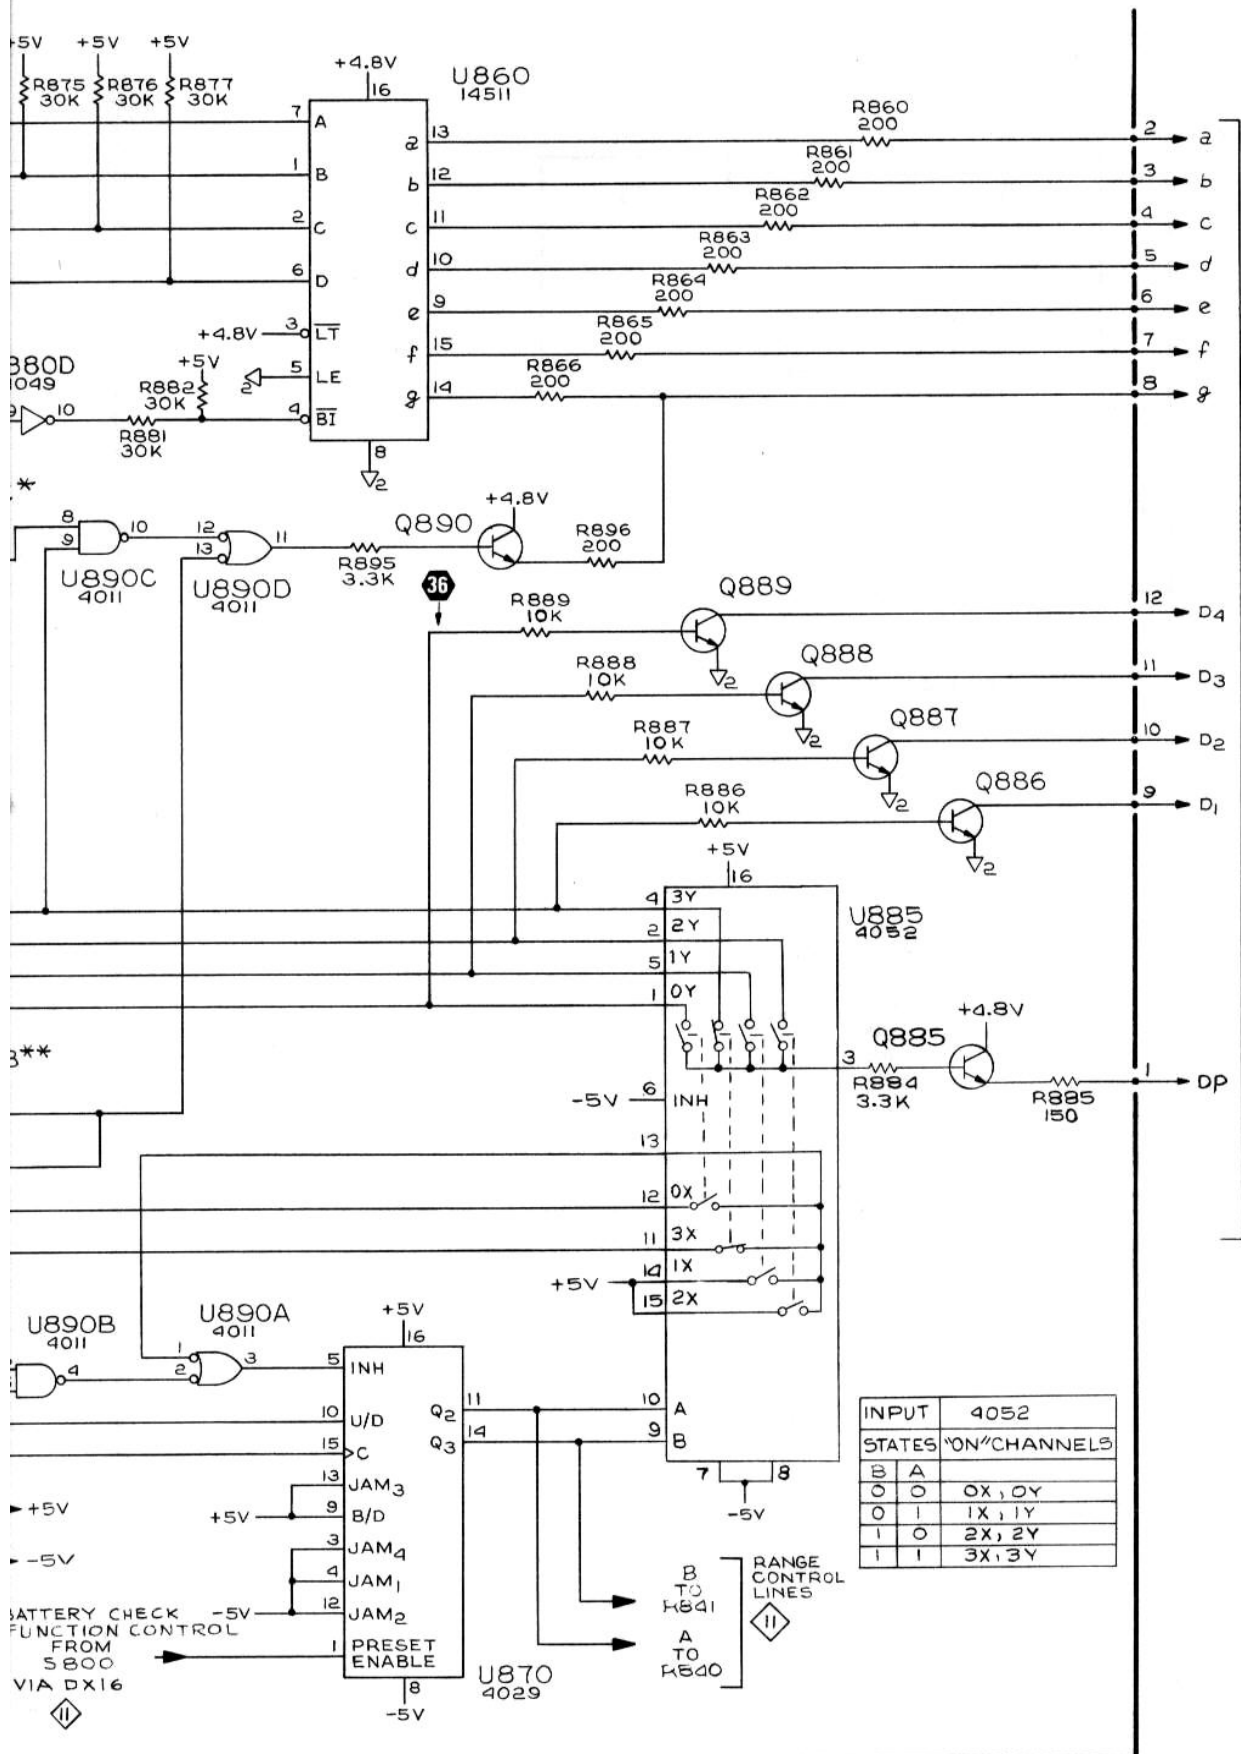 +5V +5V +5V
R875 30K
R876 30K
R877 30K
+4.8V
16
U860
14511
7 A
1 B
2 C
6 D
+4.8V 3 LT
5 LE
2
4 BI
a 13
b 12
c 11
d 10
e 9
f 15
g 14
8
2
R860
200
R861
200
R862
200
R863
200
R864
200
R865
200
R866
200
2 a
3 b
4 c
5 d
6 e
7 f
8 g
880D
4049
9 10
+5V
R882
30K
R881
30K
*
8
9
10
U890C
4011
12
13
11
U890D
4011
R895
3.3K
Q890
+4.8V
R896
200
36
R889
10K
Q889
2
12 D4
R888
10K
Q888
2
11 D3
R887
10K
Q887
2
10 D2
R886
10K
Q886
2
9 D1
+5V
16
U885
4052
4 3Y
2 2Y
5 1Y
1 0Y
**
-5V 6 INH
3
R884
3.3K
Q885
+4.8V
R885
150
1 DP
13
12 0X
11 3X
14 1X
+5V
15 2X
10 A
9 B
7 8
-5V
U890B
4011
4
U890A
4011
1
2
3
+5V
16
5 INH
10 U/D
15 C
13 JAM3
+5V 9 B/D
3 JAM4
4 JAM1
-5V 12 JAM2
1 PRESET
ENABLE
Q2 11
Q3 14
8
-5V
U870
4029
+5V
-5V
BATTERY CHECK
FUNCTION CONTROL
FROM
S800
VIA DX16
11
B
TO
R841
A
TO
R840
RANGE
CONTROL
LINES
11
INPUT 4052
STATES "ON" CHANNELS
B A
0 0 0X, 0Y
0 1 1X, 1Y
1 0 2X, 2Y
1 1 3X, 3Y